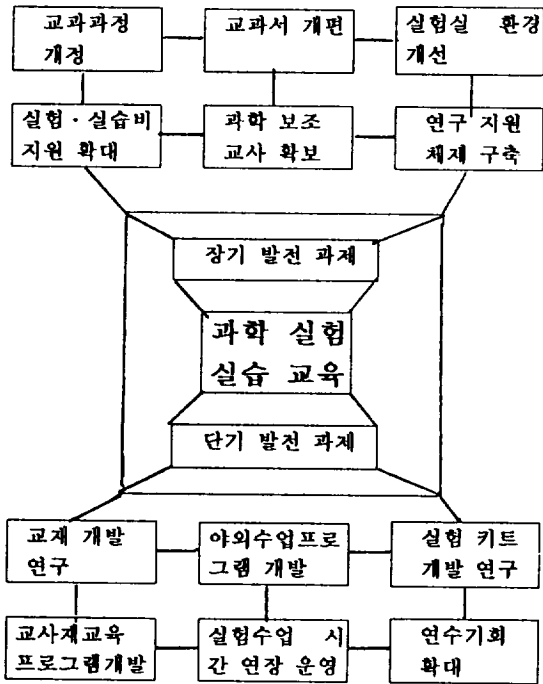 교과과정
개정
교과서 개편
실험실 환경
개선
실험 · 실습비
지원 확대
과학 보조
교사 확보
연구 지원
체제 구축
장기 발전 과제
과학 실험
실습 교육
단기 발전 과제
교재 개발
연구
야외수업프로
그램 개발
실험 키트
개발 연구
교사재교육
프로그램개발
실험수업 시
간 연장 운영
연수기회
확대